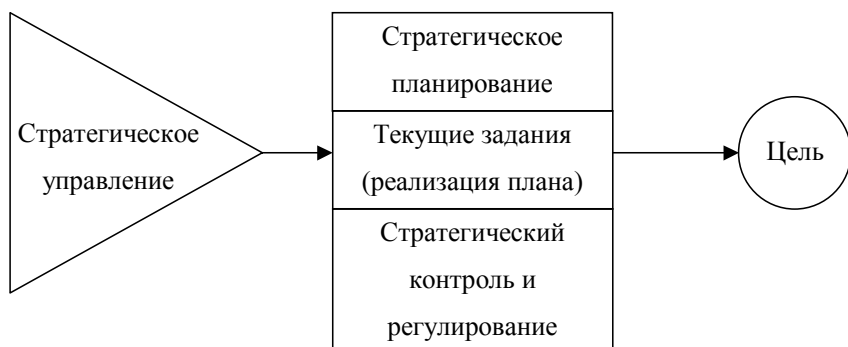 Стратегическое
управление
Стратегическое
планирование
Текущие задания
(реализация плана)
Стратегический
контроль и
регулирование
Цель